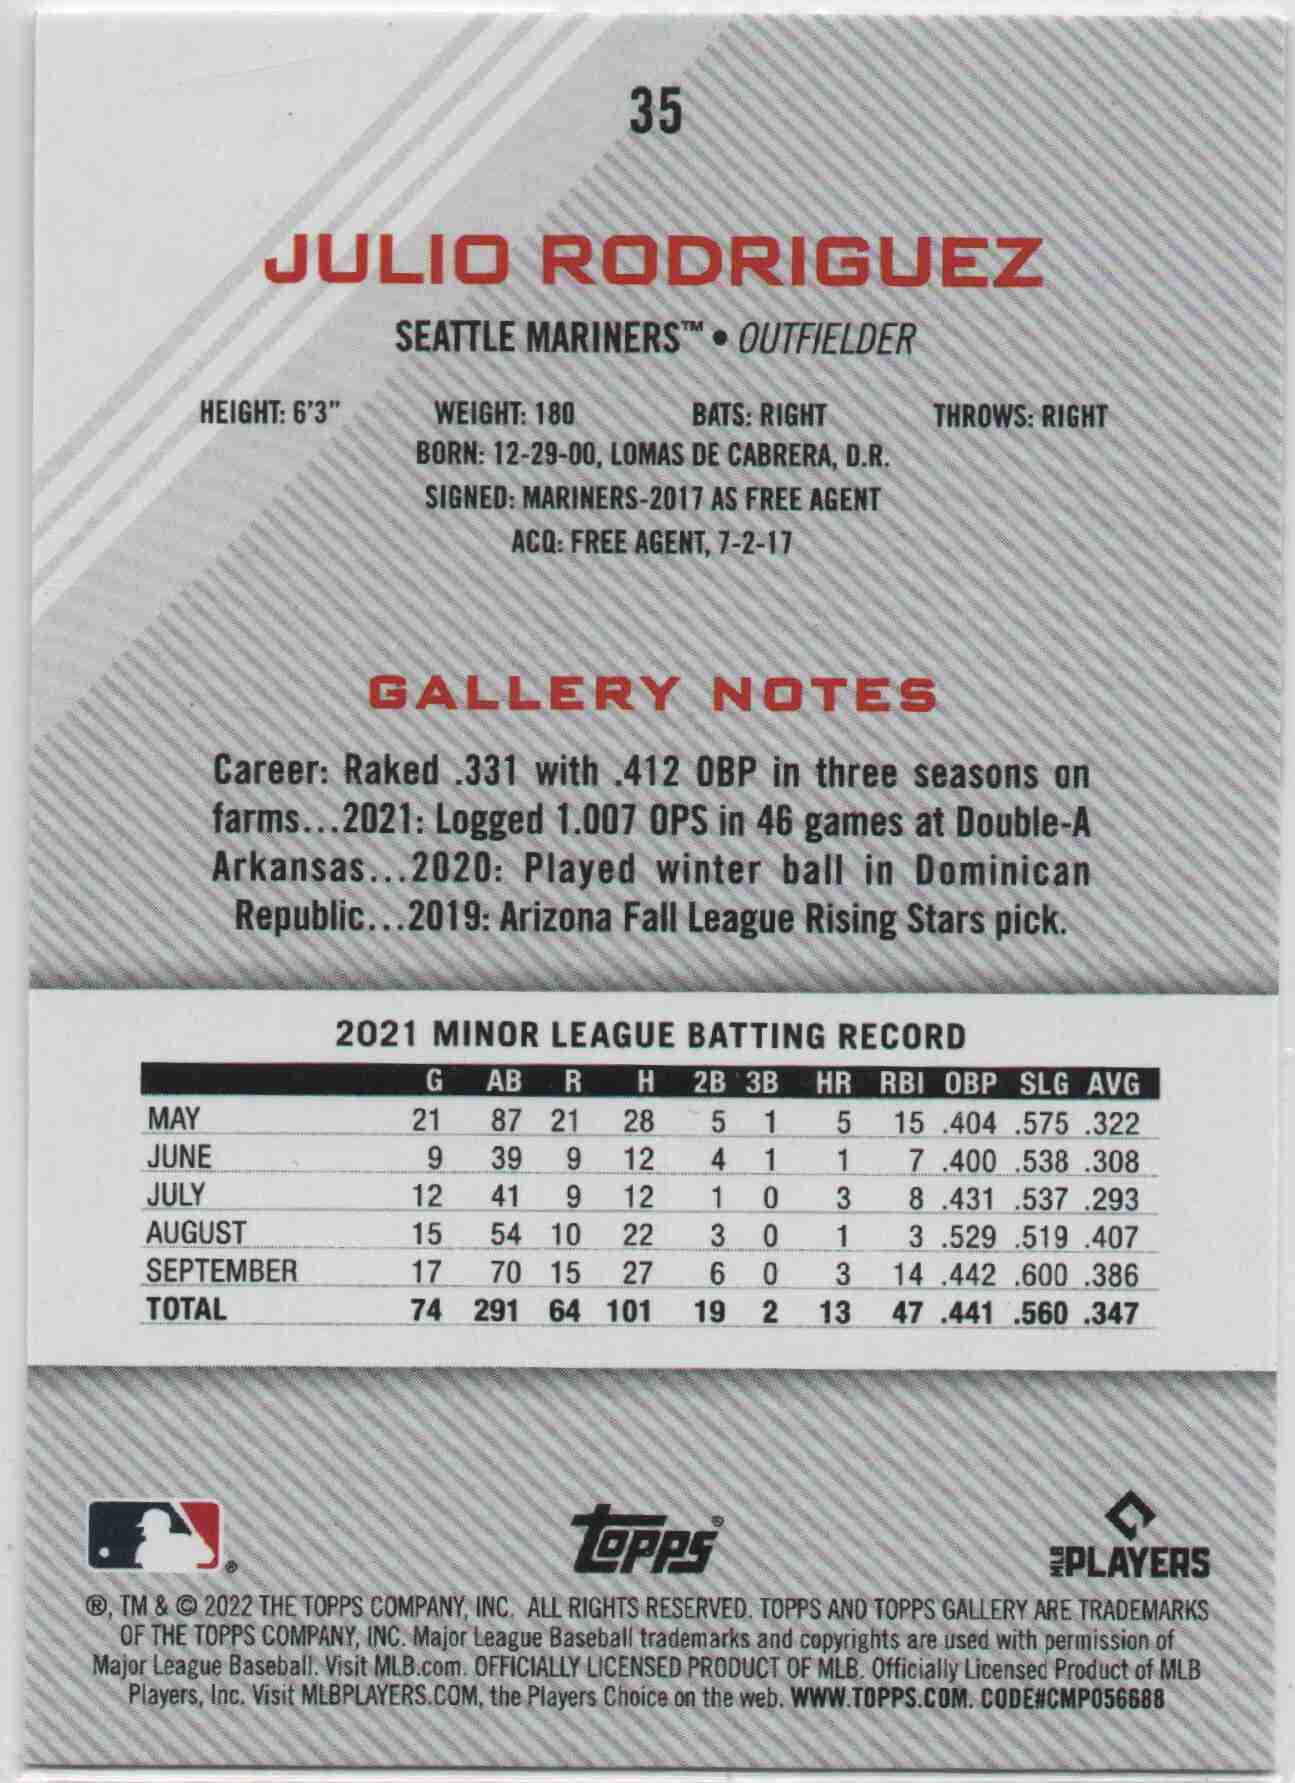 35
JULIO RODRIGUEZ
SEATTLE MARINERS™ • OUTFIELDER
HEIGHT: 6'3" WEIGHT: 180 BATS: RIGHT THROWS: RIGHT
BORN: 12-29-00, LOMAS DE CABRERA, D.R.
SIGNED: MARINERS-2017 AS FREE AGENT
ACQ: FREE AGENT, 7-2-17
GALLERY NOTES
Career: Raked .331 with .412 OBP in three seasons on
farms...2021: Logged 1.007 OPS in 46 games at Double-A
Arkansas...2020: Played winter ball in Dominican
Republic...2019: Arizona Fall League Rising Stars pick.
2021 MINOR LEAGUE BATTING RECORD
G AB R H 2B 3B HR RBI OBP SLG AVG
MAY 21 87 21 28 5 1 5 15 .404 .575 .322
JUNE 9 39 9 12 4 1 1 7 .400 .538 .308
JULY 12 41 9 12 1 0 3 8 .431 .537 .293
AUGUST 15 54 10 22 3 0 1 3 .529 .519 .407
SEPTEMBER 17 70 15 27 6 0 3 14 .442 .600 .386
TOTAL 74 291 64 101 19 2 13 47 .441 .560 .347
®
TOPPS®
MLB PLAYERS
®, TM & © 2022 THE TOPPS COMPANY, INC. ALL RIGHTS RESERVED. TOPPS AND TOPPS GALLERY ARE TRADEMARKS
OF THE TOPPS COMPANY, INC. Major League Baseball trademarks and copyrights are used with permission of
Major League Baseball. Visit MLB.com. OFFICIALLY LICENSED PRODUCT OF MLB. Officially Licensed Product of MLB
Players, Inc. Visit MLBPLAYERS.COM, the Players Choice on the web. WWW.TOPPS.COM. CODE#CMP056688